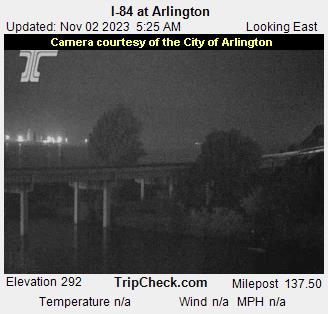 I-84 at Arlington
Updated: Nov 02 2023 5:25 AM Looking East
Camera courtesy of the City of Arlington
Elevation 292 TripCheck.com Milepost 137.50
Temperature n/a Wind n/a MPH n/a